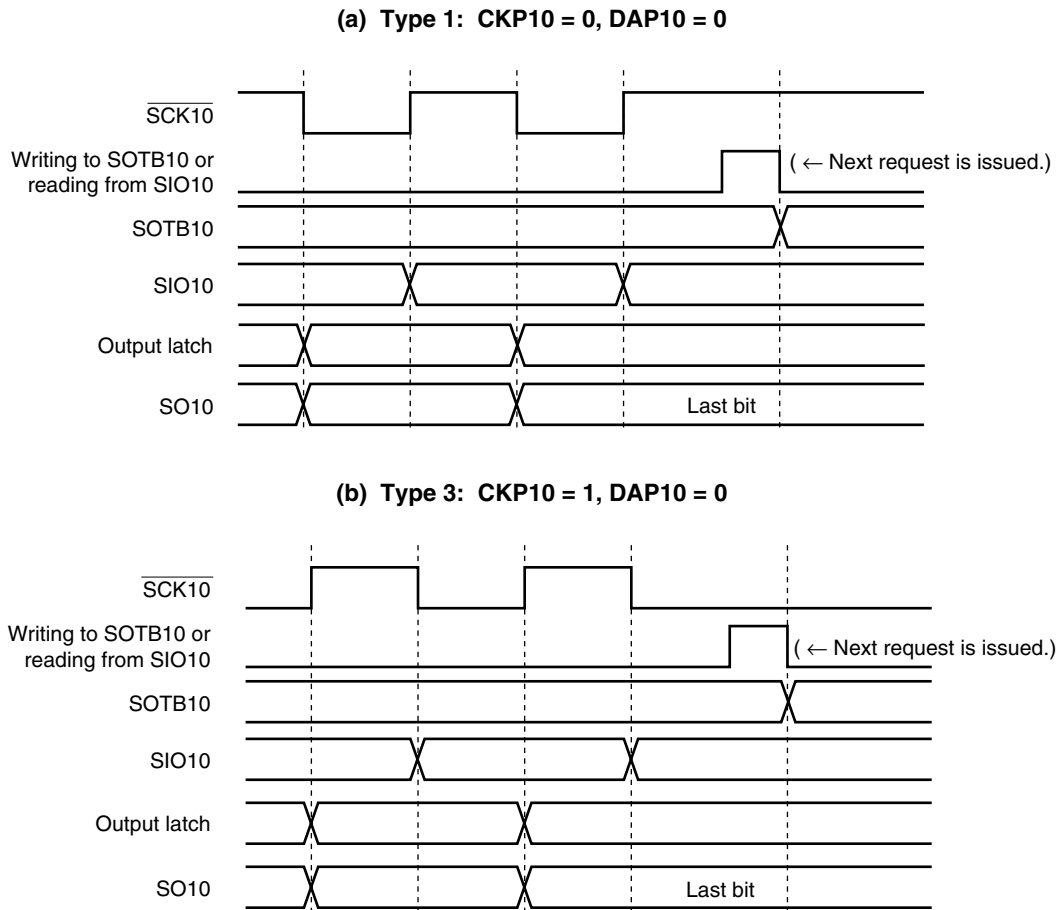 (a) Type 1: CKP10 = 0, DAP10 = 0
SCK10
Writing to SOTB10 or
reading from SIO10
( ← Next request is issued.)
SOTB10
SIO10
Output latch
SO10
Last bit
(b) Type 3: CKP10 = 1, DAP10 = 0
SCK10
Writing to SOTB10 or
reading from SIO10
( ← Next request is issued.)
SOTB10
SIO10
Output latch
SO10
Last bit